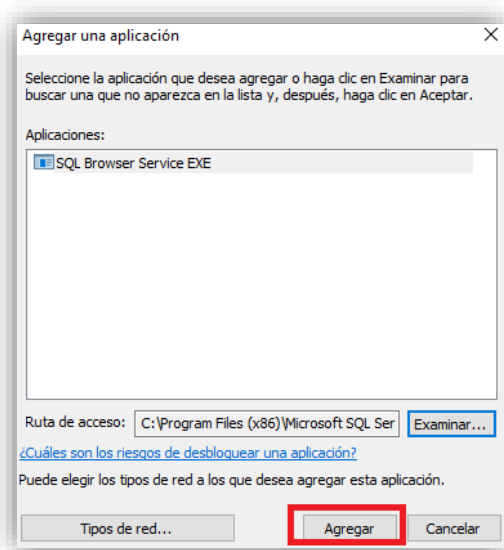 Agregar una aplicación
Seleccione la aplicación que desea agregar o haga clic en Examinar para
buscar una que no aparezca en la lista y, después, haga clic en Aceptar.
Aplicaciones:
SQL Browser Service EXE
Ruta de acceso: C:\Program Files (x86)\Microsoft SQL Ser Examinar...
¿Cuáles son los riesgos de desbloquear una aplicación?
Puede elegir los tipos de red a los que desea agregar esta aplicación.
Tipos de red... Agregar Cancelar